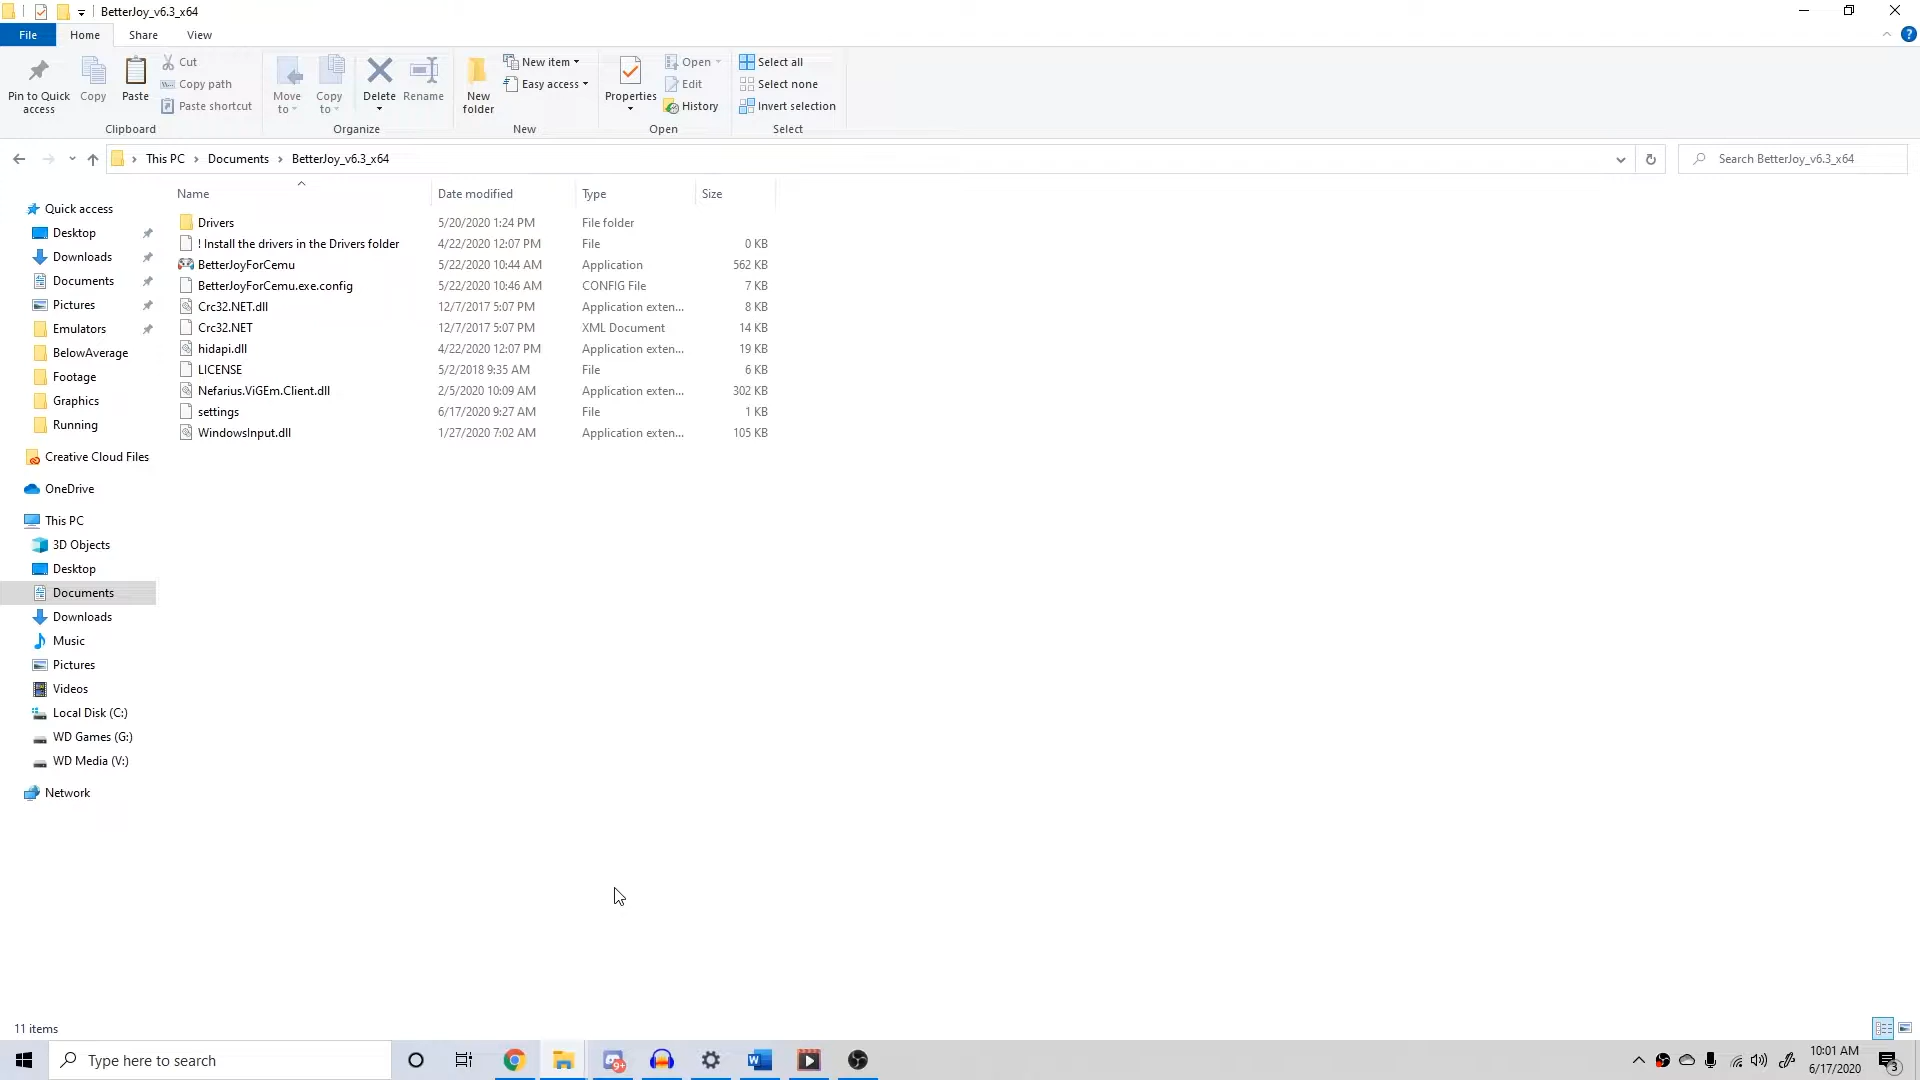 BetterJoy_v6.3_x64
File Home Share View
Pin to Quick access
Copy
Paste
Cut
Copy path
Paste shortcut
Clipboard
Move to
Copy to
Delete
Rename
Organize
New folder
New item
Easy access
New
Properties
Open
Edit
History
Open
Select all
Select none
Invert selection
Select
This PC > Documents > BetterJoy_v6.3_x64
Search BetterJoy_v6.3_x64
Name Date modified Type Size
Drivers 5/20/2020 1:24 PM File folder
! Install the drivers in the Drivers folder 4/22/2020 12:07 PM File 0 KB
BetterJoyForCemu 5/22/2020 10:44 AM Application 562 KB
BetterJoyForCemu.exe.config 5/22/2020 10:46 AM CONFIG File 7 KB
Crc32.NET.dll 12/7/2017 5:07 PM Application exten... 8 KB
Crc32.NET 12/7/2017 5:07 PM XML Document 14 KB
hidapi.dll 4/22/2020 12:07 PM Application exten... 19 KB
LICENSE 5/2/2018 9:35 AM File 6 KB
Nefarius.ViGEm.Client.dll 2/5/2020 10:09 AM Application exten... 302 KB
settings 6/17/2020 9:27 AM File 1 KB
WindowsInput.dll 1/27/2020 7:02 AM Application exten... 105 KB
Quick access
Desktop
Downloads
Documents
Pictures
Emulators
BelowAverage
Footage
Graphics
Running
Creative Cloud Files
OneDrive
This PC
3D Objects
Desktop
Documents
Downloads
Music
Pictures
Videos
Local Disk (C:)
WD Games (G:)
WD Media (V:)
Network
11 items
Type here to search
9+
W
10:01 AM
6/17/2020
3